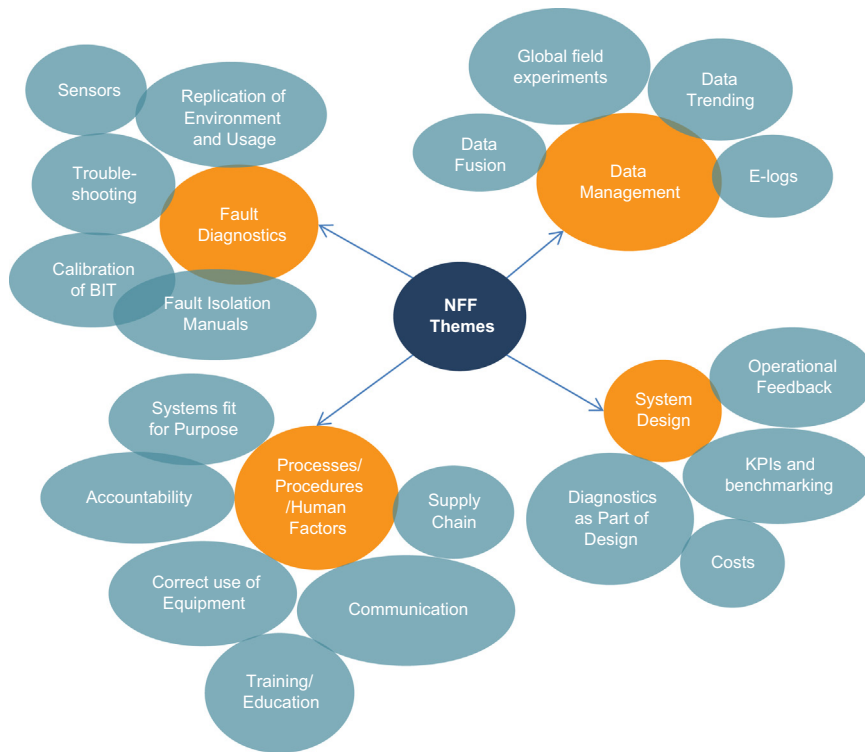 Sensors
Replication of
Environment
and Usage
Trouble-
shooting
Fault
Diagnostics
Calibration
of BIT
Fault Isolation
Manuals
Global field
experiments
Data
Trending
Data
Fusion
Data
Management
E-logs
NFF
Themes
Systems fit
for Purpose
Processes/
Procedures
/Human
Factors
Accountability
Supply
Chain
Correct use of
Equipment
Communication
Training/
Education
System
Design
Operational
Feedback
KPIs and
benchmarking
Diagnostics
as Part of
Design
Costs